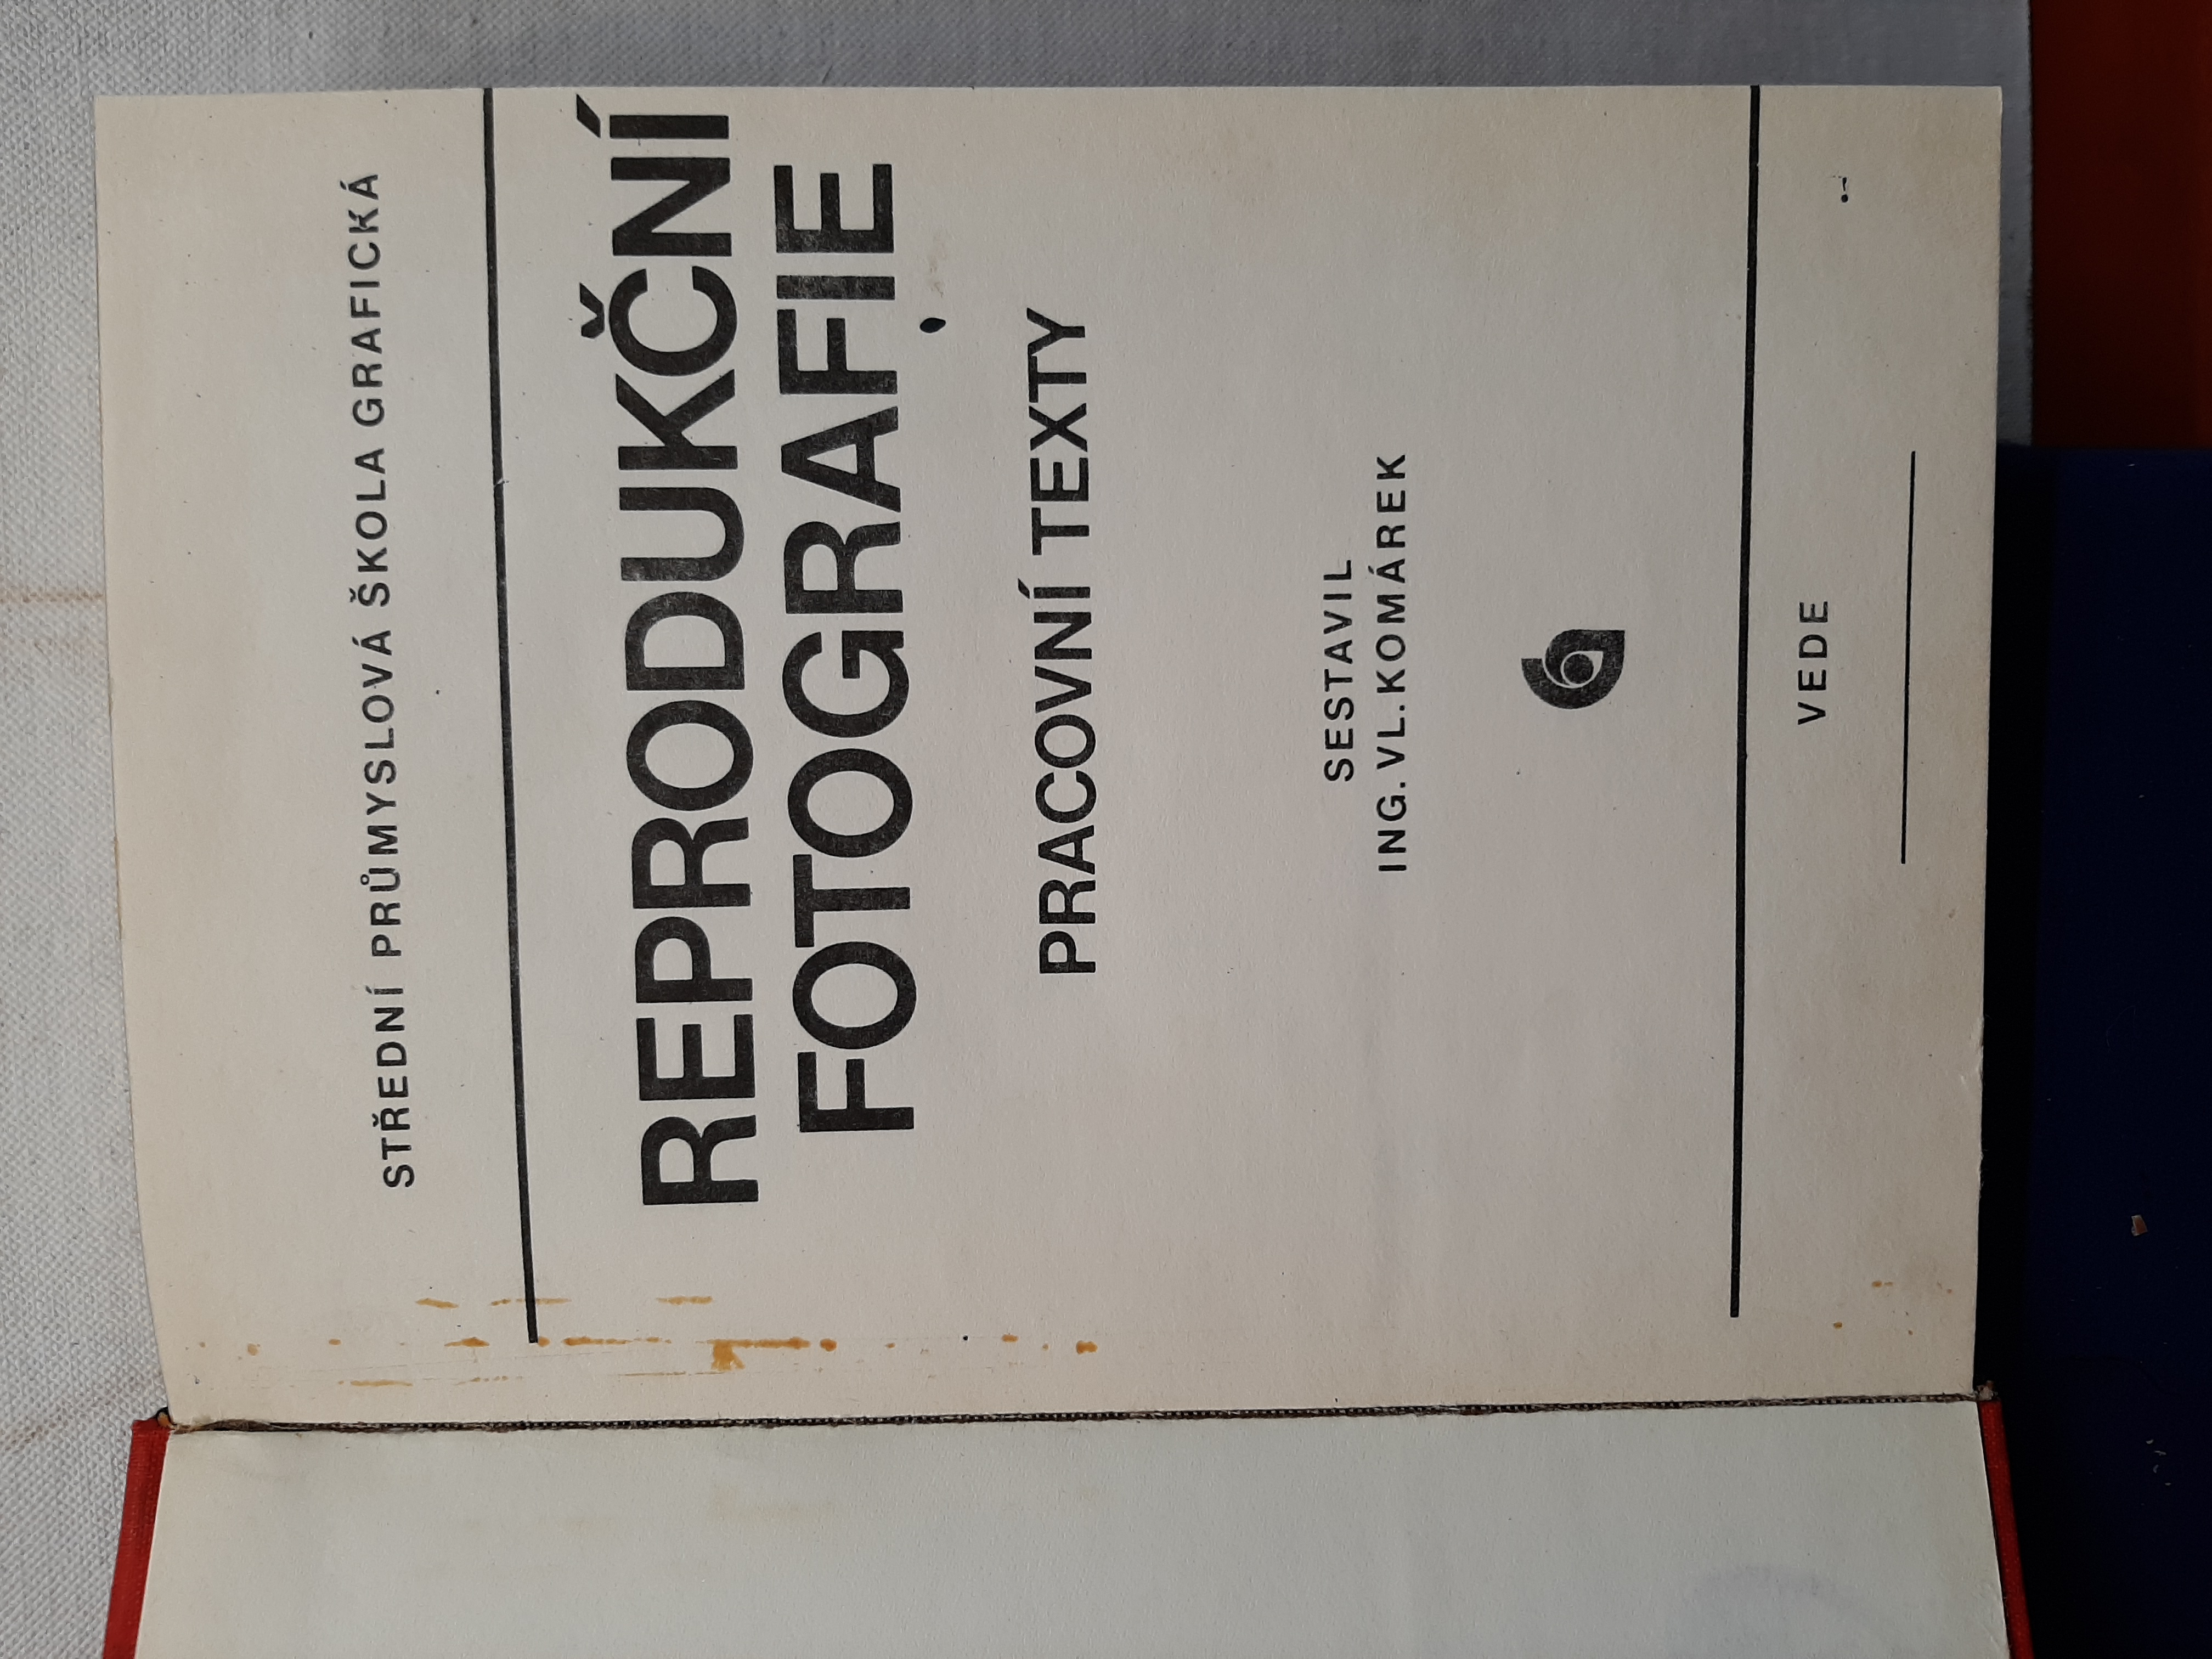 STŘEDNÍ PRŮMYSLOVÁ ŠKOLA GRAFICKÁ
REPRODUKČNÍ
FOTOGRAFIE
PRACOVNÍ TEXTY
SESTAVIL
ING. VL. KOMÁREK
VEDE